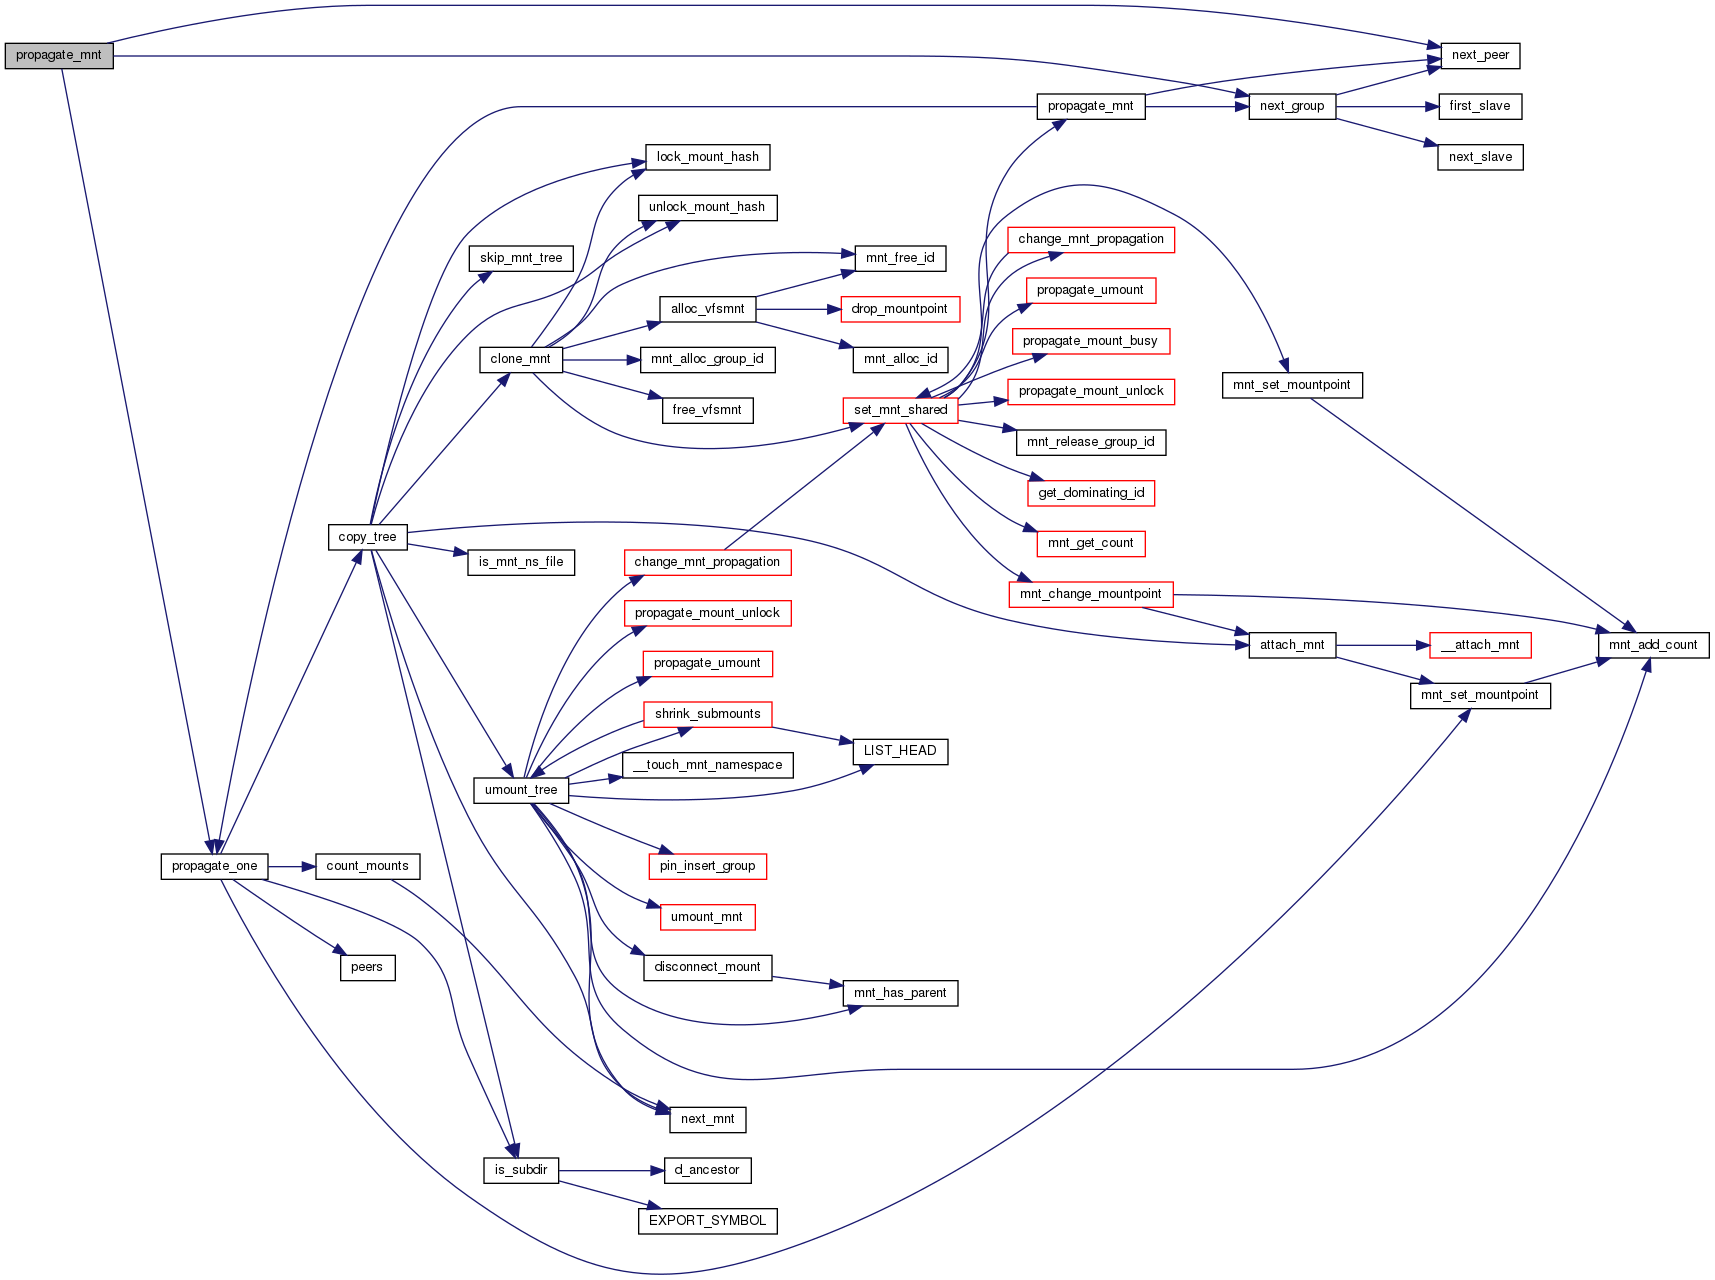 propagate_mnt
next_peer
propagate_mnt
next_group
first_slave
lock_mount_hash
next_slave
unlock_mount_hash
change_mnt_propagation
skip_mnt_tree
mnt_free_id
propagate_umount
alloc_vfsmnt
drop_mountpoint
propagate_mount_busy
clone_mnt
mnt_alloc_group_id
mnt_alloc_id
mnt_set_mountpoint
propagate_mount_unlock
free_vfsmnt
set_mnt_shared
mnt_release_group_id
get_dominating_id
copy_tree
mnt_get_count
is_mnt_ns_file
change_mnt_propagation
mnt_change_mountpoint
propagate_mount_unlock
attach_mnt
__attach_mnt
mnt_add_count
propagate_umount
mnt_set_mountpoint
shrink_submounts
LIST_HEAD
__touch_mnt_namespace
umount_tree
propagate_one
count_mounts
pin_insert_group
umount_mnt
peers
disconnect_mount
mnt_has_parent
next_mnt
is_subdir
d_ancestor
EXPORT_SYMBOL